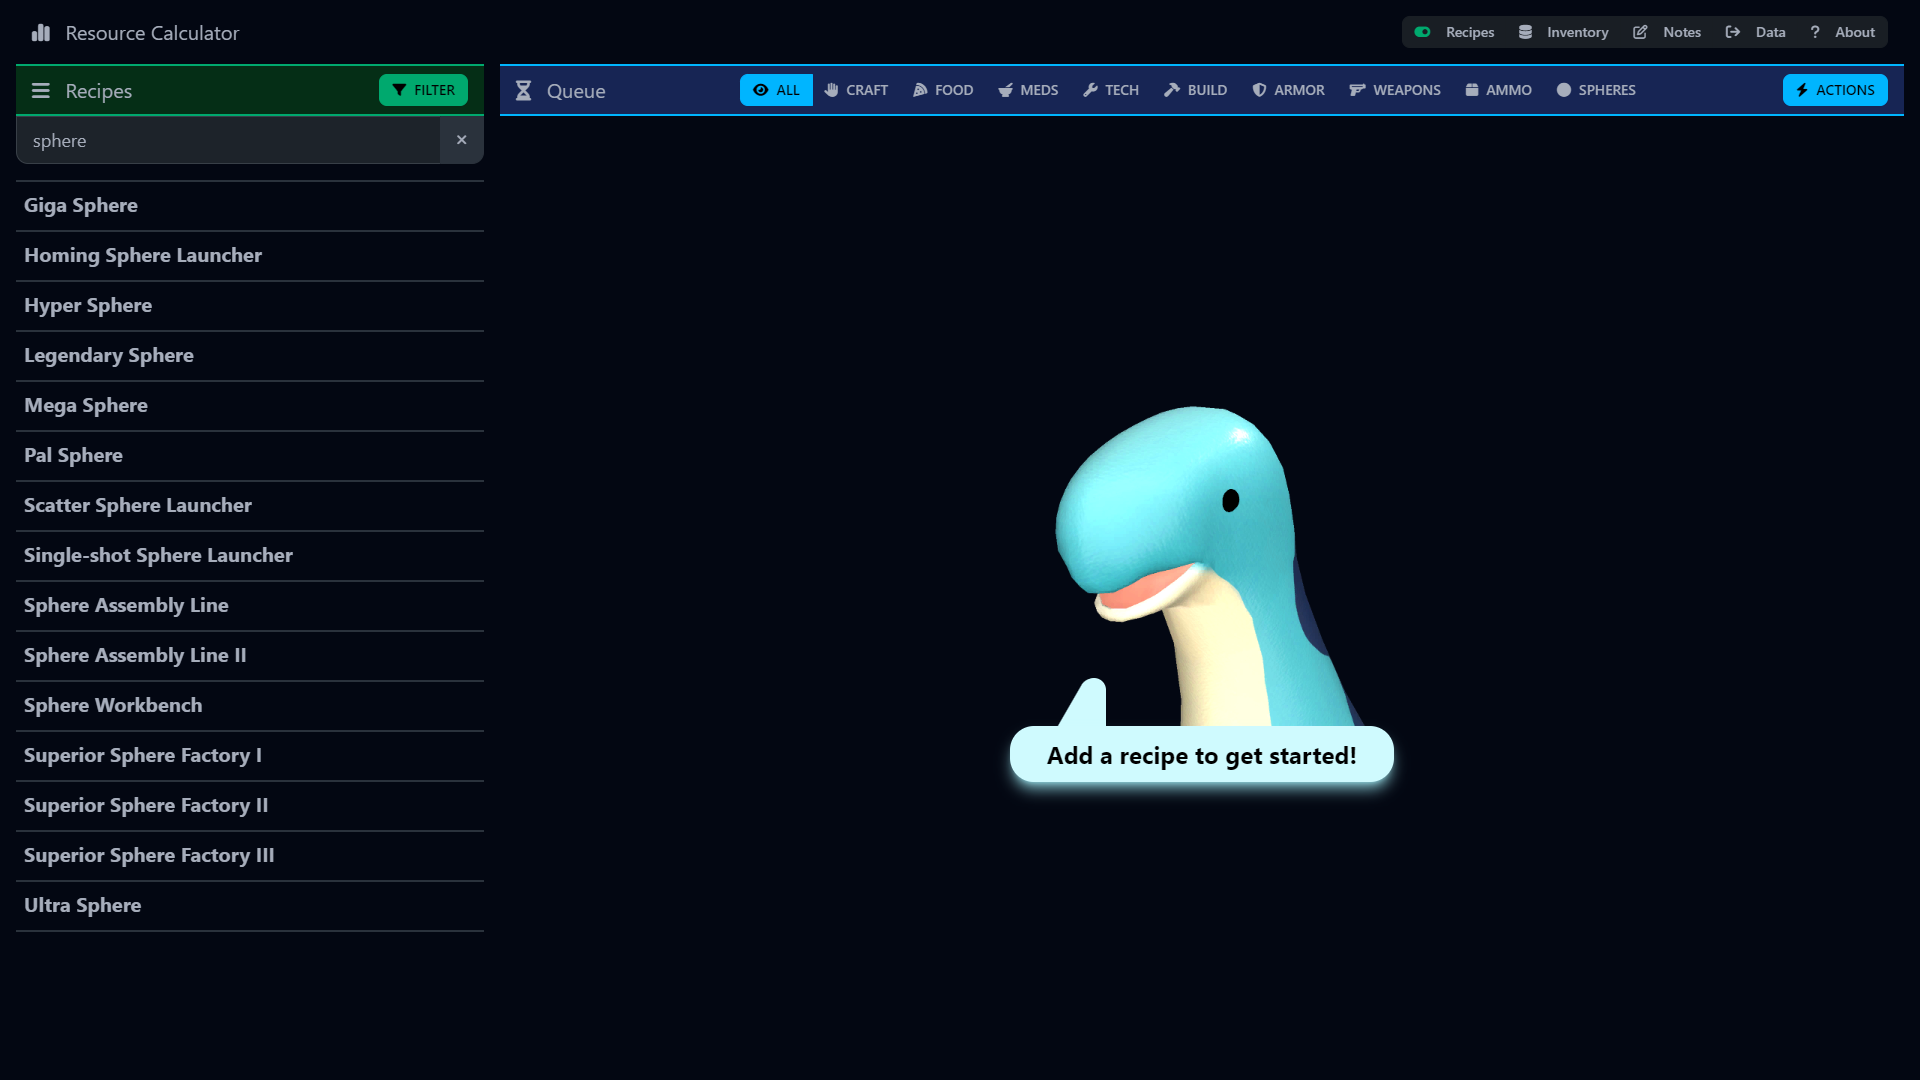 Resource Calculator
Recipes
Inventory
Notes
Data
About
Recipes
FILTER
sphere
Giga Sphere
Homing Sphere Launcher
Hyper Sphere
Legendary Sphere
Mega Sphere
Pal Sphere
Scatter Sphere Launcher
Single-shot Sphere Launcher
Sphere Assembly Line
Sphere Assembly Line II
Sphere Workbench
Superior Sphere Factory I
Superior Sphere Factory II
Superior Sphere Factory III
Ultra Sphere
Queue
ALL
CRAFT
FOOD
MEDS
TECH
BUILD
ARMOR
WEAPONS
AMMO
SPHERES
ACTIONS
Add a recipe to get started!